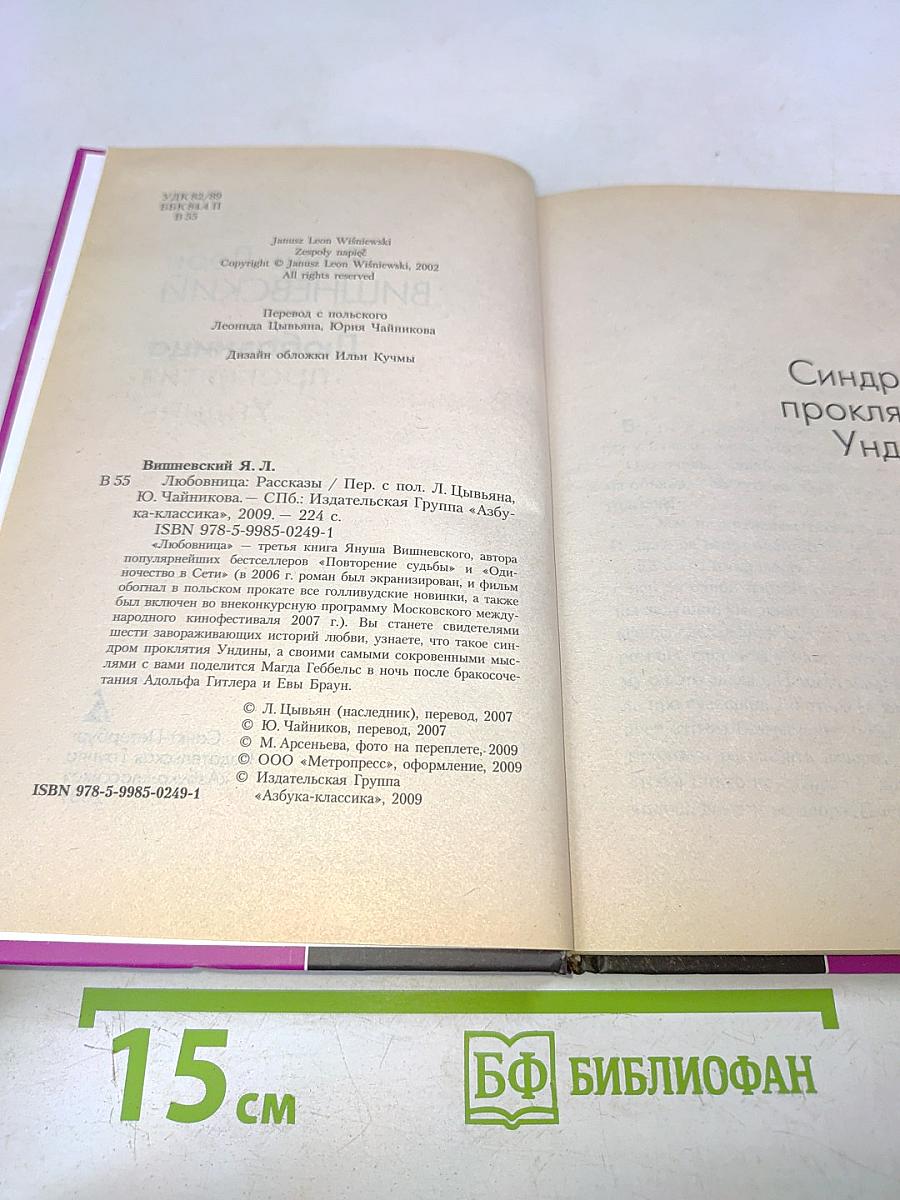 УДК 82/89
ББК 84.4 П
В 55
Janusz Leon Wiśniewski
Zespoły napięć
Copyright © Janusz Leon Wiśniewski, 2002
All rights reserved
Перевод с польского
Леонида Цывьяна, Юрия Чайникова
Дизайн обложки Ильи Кучмы
Вишневский Я. Л.
В 55 Любовница: Рассказы / Пер. с пол. Л. Цывьяна,
Ю. Чайникова. — СПб.: Издательская Группа «Азбу-
ка-классика», 2009. — 224 с.
ISBN 978-5-9985-0249-1
«Любовница» — третья книга Януша Вишневского, автора
популярнейших бестселлеров «Повторение судьбы» и «Оди-
ночество в Сети» (в 2006 г. роман был экранизирован, и фильм
обогнал в польском прокате все голливудские новинки, а также
был включен во внеконкурсную программу Московского между-
народного кинофестиваля 2007 г.). Вы станете свидетелями
шести завораживающих историй любви, узнаете, что такое син-
дром проклятия Ундины, а своими самыми сокровенными мыс-
лями с вами поделится Магда Геббельс в ночь после бракосоче-
тания Адольфа Гитлера и Евы Браун.
© Л. Цывьян (наследник), перевод, 2007
© Ю. Чайников, перевод, 2007
© М. Арсеньева, фото на переплете, 2009
© ООО «Метропресс», оформление, 2009
© Издательская Группа
«Азбука-классика», 2009
ISBN 978-5-9985-0249-1
Синдр
прокля
Унд
15 см
БФ БИБЛИОФАН